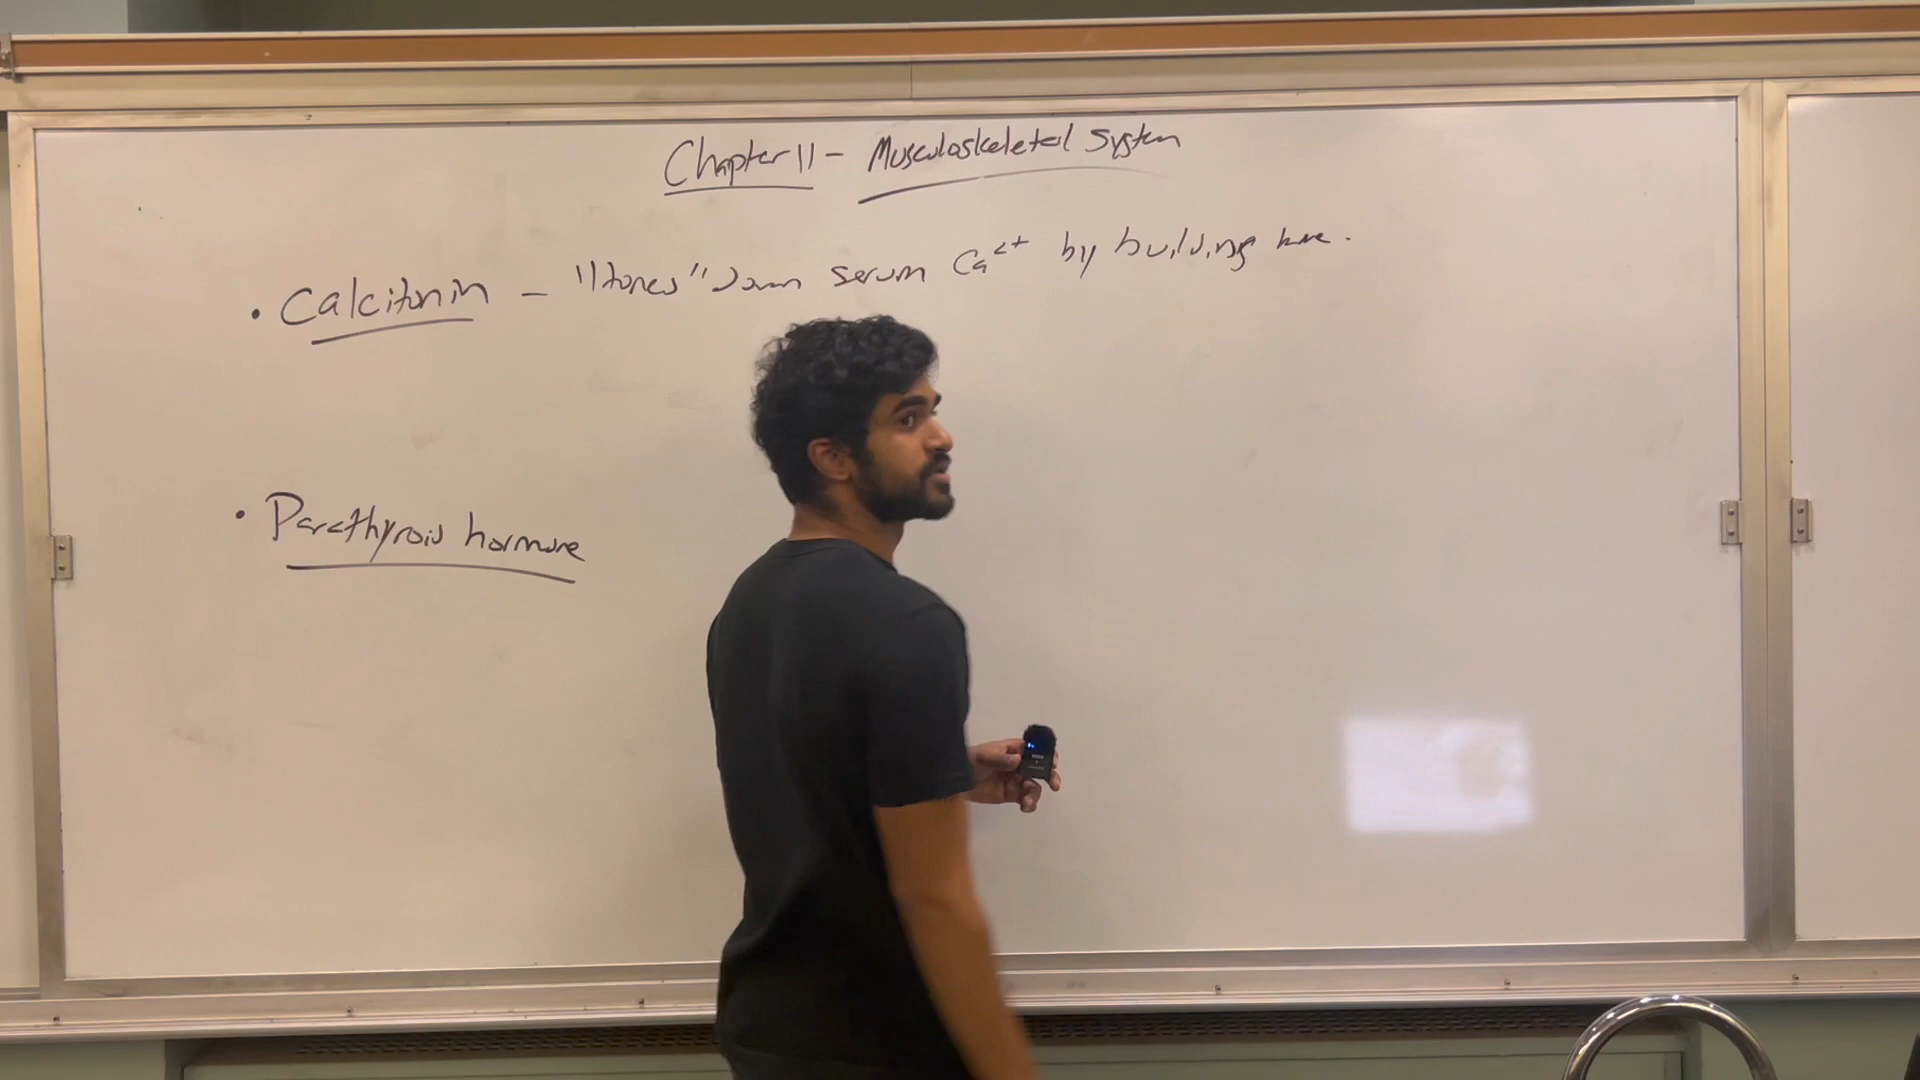 Chapter 11 - Musculoskeletal System
• Calcitonin - "tones" down serum Ca²⁺ by building bone.
• Parathyroid hormone